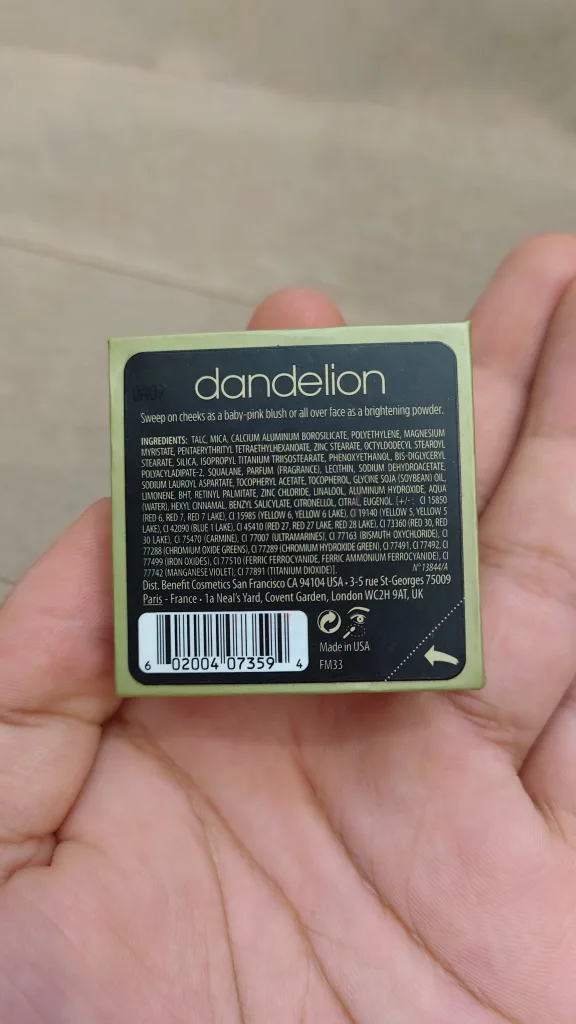 dandelion
Sweep on cheeks as a baby-pink blush or all over face as a brightening powder.
INGREDIENTS: TALC, MICA, CALCIUM ALUMINUM BOROSILICATE, POLYETHYLENE, MAGNESIUM
MYRISTATE, PENTAERYTHRITYL TETRAETHYLHEXANOATE, ZINC STEARATE, OCTYLDODECYL STEAROYL
STEARATE, SILICA, ISOPROPYL TITANIUM TRIISOSTEARATE, PHENOXYETHANOL, BIS-DIGLYCERYL
POLYACYLADIPATE-2, SQUALANE, PARFUM (FRAGRANCE), LECITHIN, SODIUM DEHYDROACETATE,
SODIUM LAUROYL ASPARTATE, TOCOPHERYL ACETATE, TOCOPHEROL, GLYCINE SOJA (SOYBEAN) OIL,
LIMONENE, BHT, RETINYL PALMITATE, ZINC CHLORIDE, LINALOOL, ALUMINUM HYDROXIDE, AQUA
(WATER), HEXYL CINNAMAL, BENZYL SALICYLATE, CITRONELLOL, CITRAL, EUGENOL. [+/-: CI 15850
(RED 6, RED 7, RED 7 LAKE), CI 15985 (YELLOW 6, YELLOW 6 LAKE), CI 19140 (YELLOW 5, YELLOW 5
LAKE), CI 42090 (BLUE 1 LAKE), CI 45410 (RED 27, RED 27 LAKE, RED 28 LAKE), CI 73360 (RED 30, RED
30 LAKE), CI 75470 (CARMINE), CI 77007 (ULTRAMARINES), CI 77163 (BISMUTH OXYCHLORIDE), CI
77288 (CHROMIUM OXIDE GREENS), CI 77289 (CHROMIUM HYDROXIDE GREEN), CI 77491, CI 77492, CI
77499 (IRON OXIDES), CI 77510 (FERRIC FERROCYANIDE, FERRIC AMMONIUM FERROCYANIDE), CI
77742 (MANGANESE VIOLET), CI 77891 (TITANIUM DIOXIDE)]. N° 13844/A
Dist. Benefit Cosmetics San Francisco CA 94104 USA • 3-5 rue St-Georges 75009
Paris - France • 1a Neal's Yard, Covent Garden, London WC2H 9AT, UK
6 02004 07359 4
Made in USA
FM33